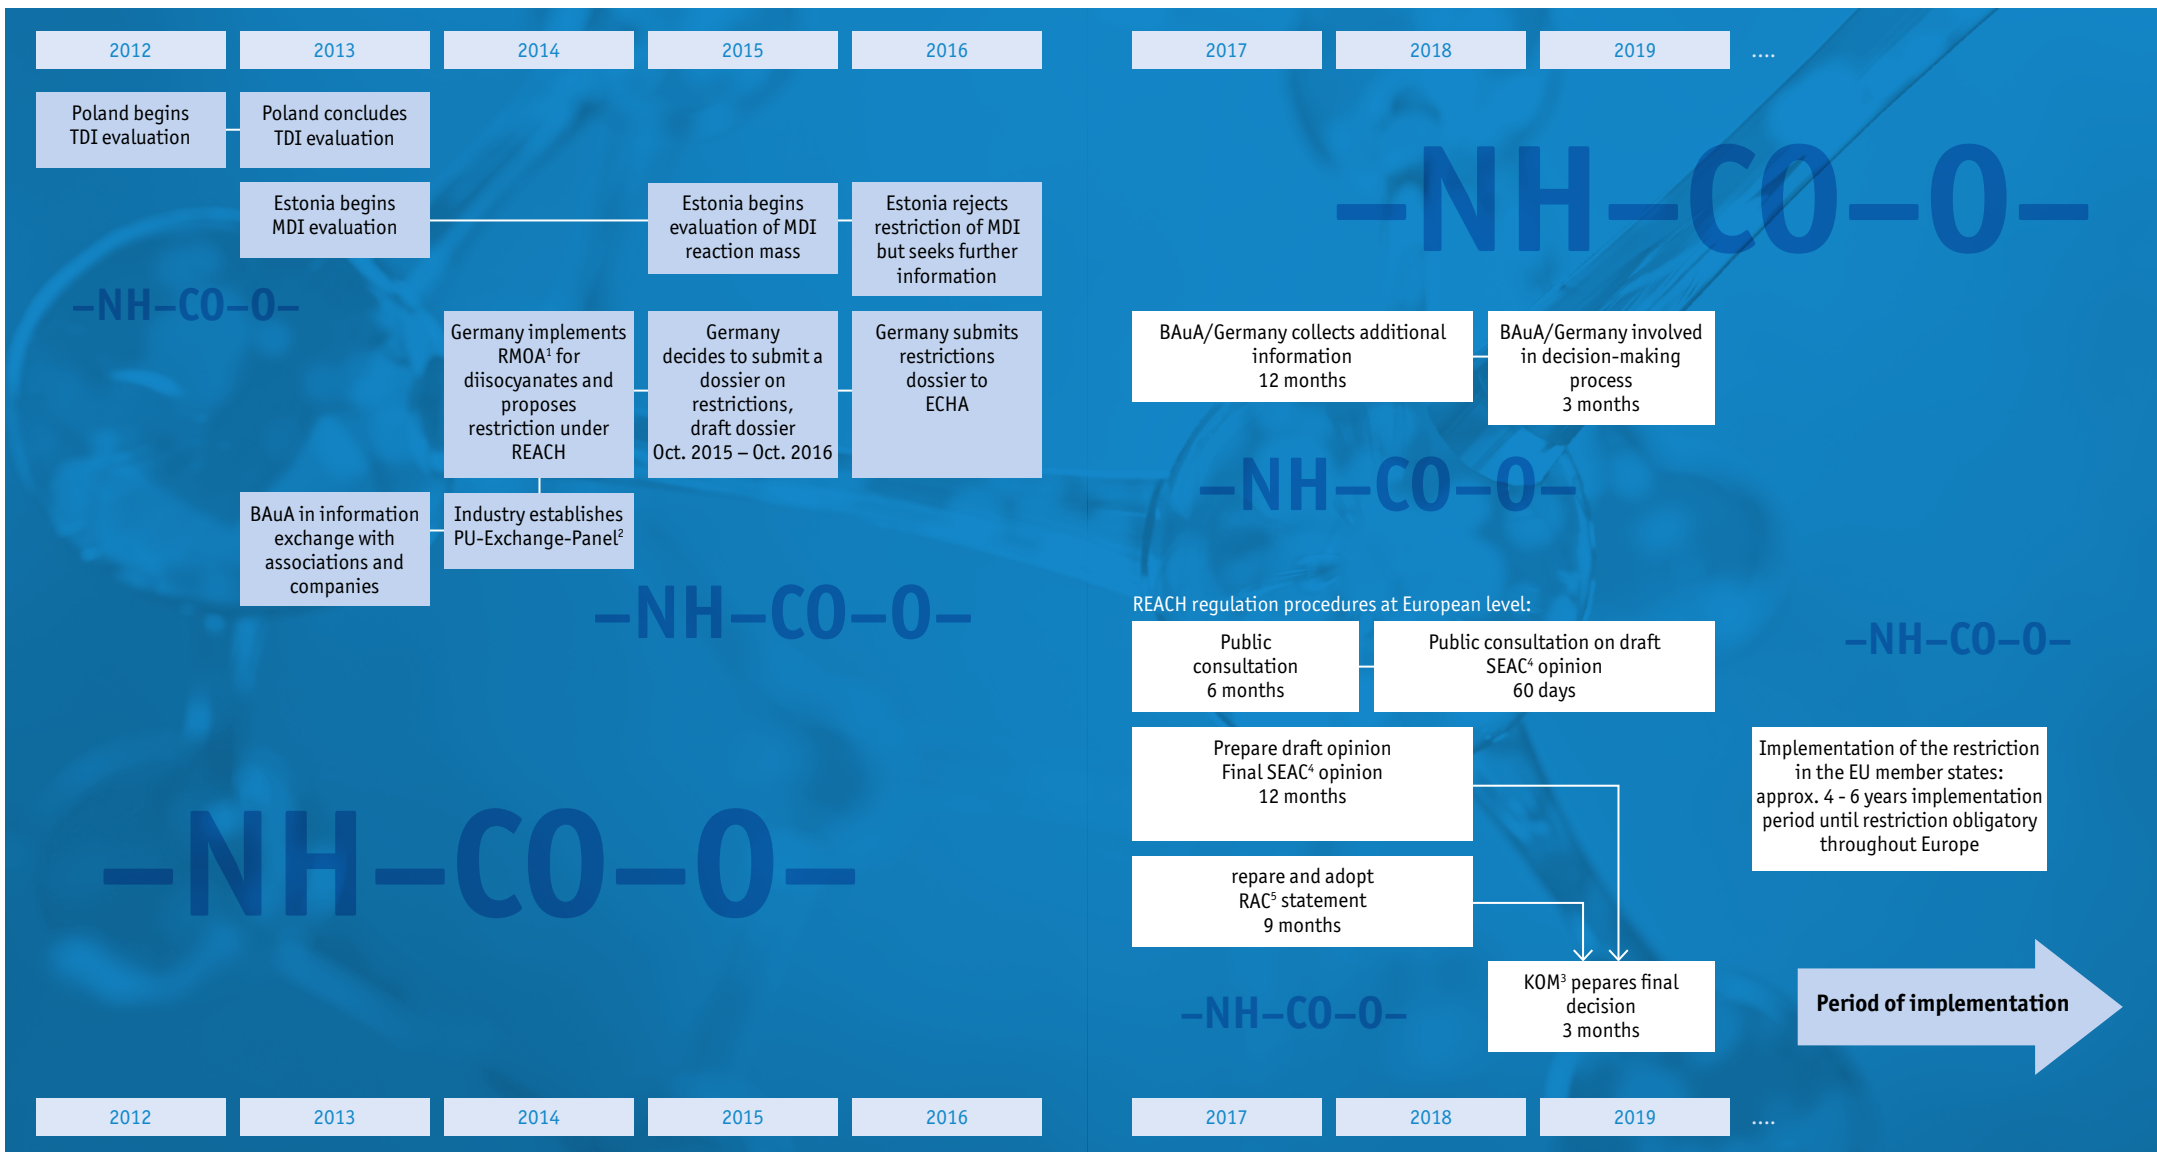 2012
2013
2014
2015
2016
2017
2018
2019
....
Poland begins
TDI evaluation
Poland concludes
TDI evaluation
Estonia begins
MDI evaluation
Estonia begins
evaluation of MDI
reaction mass
Estonia rejects
restriction of MDI
but seeks further
information
–NH–CO–O–
–NH–CO–O–
Germany implements
RMOA¹ for
diisocyanates and
proposes
restriction under
REACH
Germany
decides to submit a
dossier on
restrictions,
draft dossier
Oct. 2015 – Oct. 2016
Germany submits
restrictions
dossier to
ECHA
BAuA/Germany collects additional
information
12 months
BAuA/Germany involved
in decision-making
process
3 months
–NH–CO–O–
BAuA in information
exchange with
associations and
companies
Industry establishes
PU-Exchange-Panel²
–NH–CO–O–
REACH regulation procedures at European level:
Public
consultation
6 months
Public consultation on draft
SEAC⁴ opinion
60 days
–NH–CO–O–
Prepare draft opinion
Final SEAC⁴ opinion
12 months
Implementation of the restriction
in the EU member states:
approx. 4 - 6 years implementation
period until restriction obligatory
throughout Europe
–NH–CO–O–
repare and adopt
RAC⁵ statement
9 months
–NH–CO–O–
KOM³ pepares final
decision
3 months
Period of implementation
2012
2013
2014
2015
2016
2017
2018
2019
....